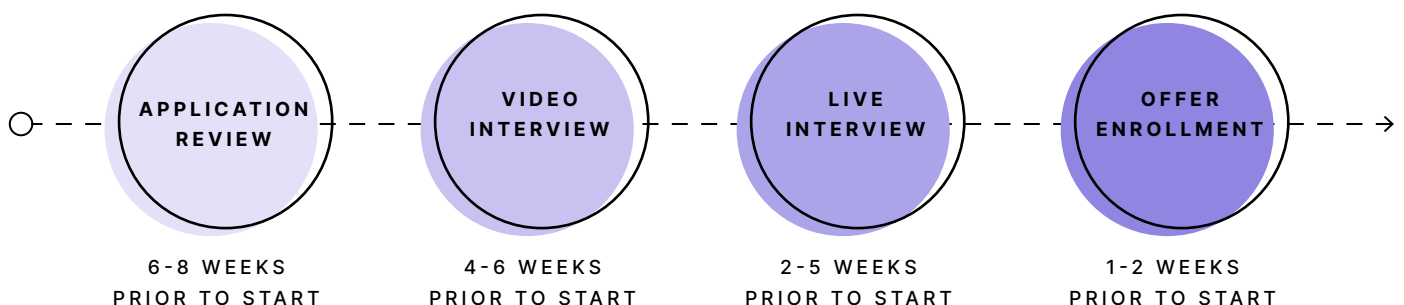 APPLICATION
REVIEW
6-8 WEEKS
PRIOR TO START
VIDEO
INTERVIEW
4-6 WEEKS
PRIOR TO START
LIVE
INTERVIEW
2-5 WEEKS
PRIOR TO START
OFFER
ENROLLMENT
1-2 WEEKS
PRIOR TO START